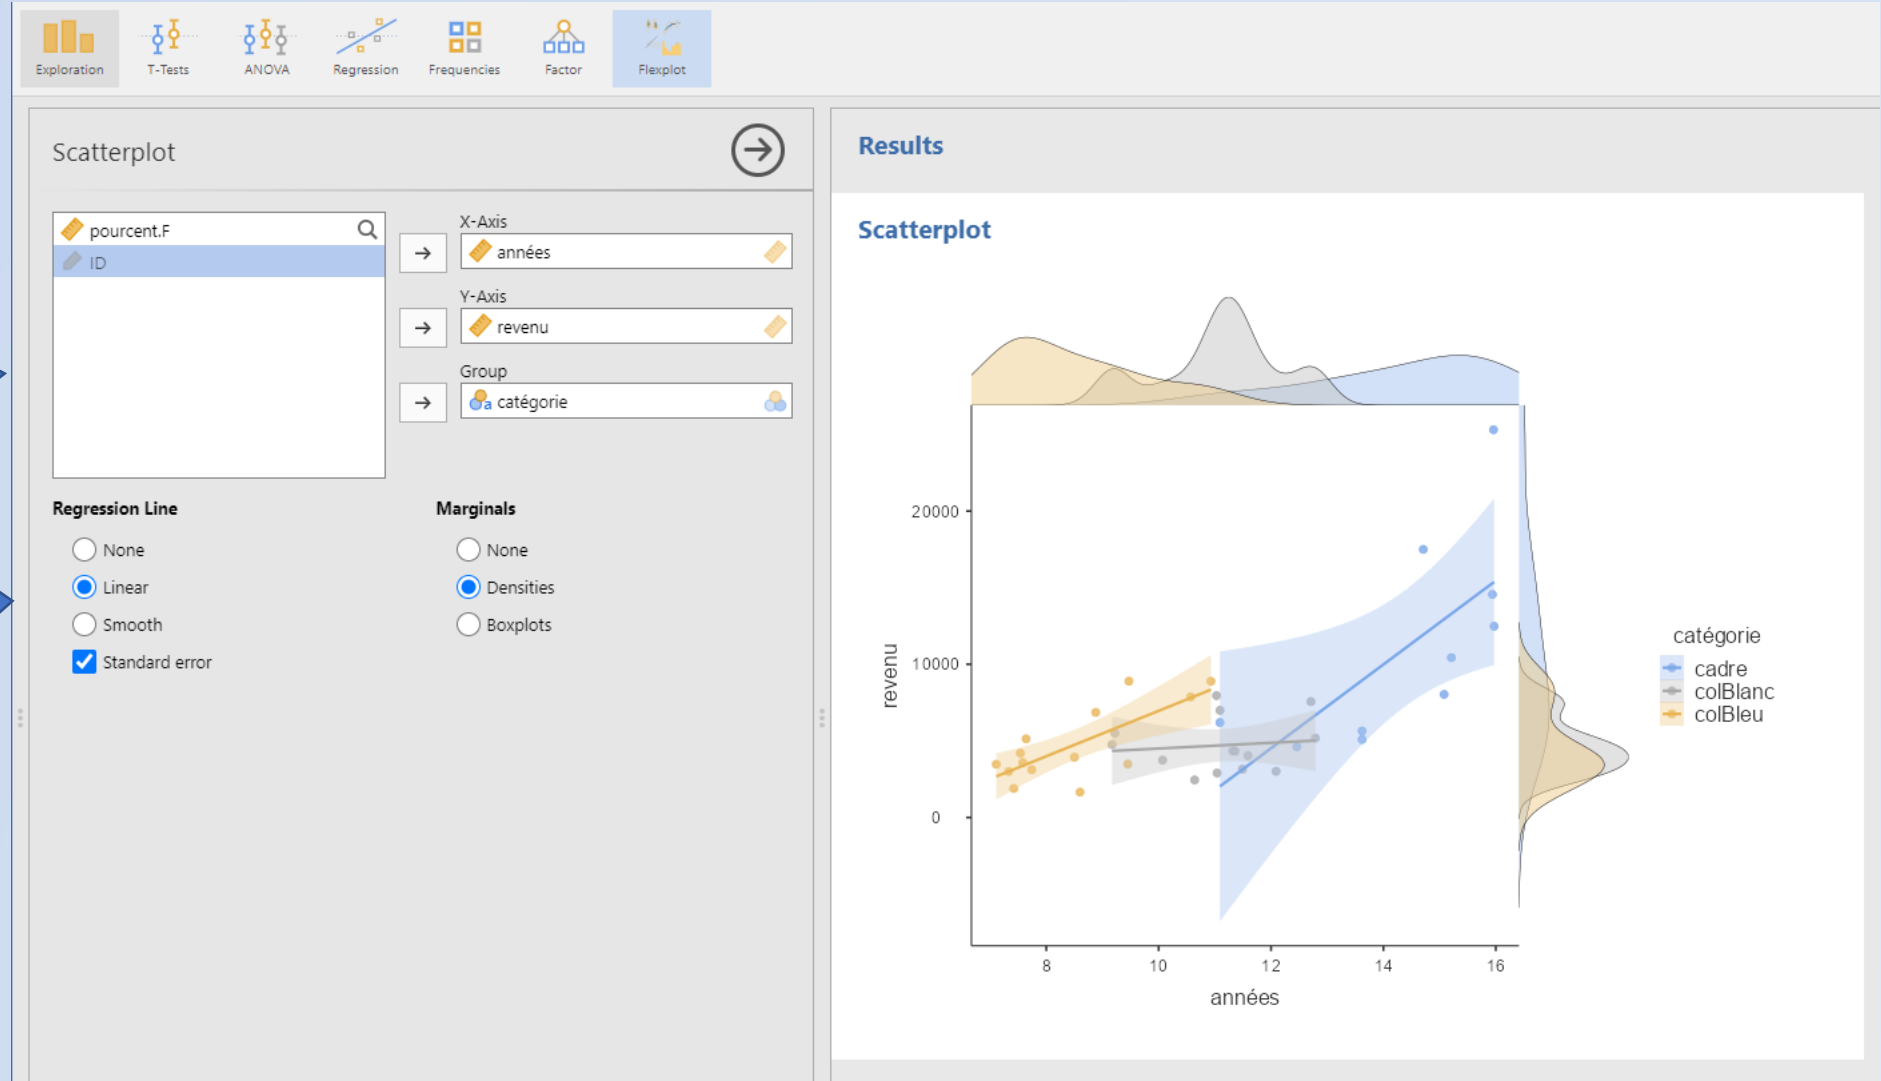 Exploration
T-Tests
ANOVA
Regression
Frequencies
Factor
Flexplot
Scatterplot
pourcent.F
ID
X-Axis
années
Y-Axis
revenu
Group
a catégorie
Regression Line
None
Linear
Smooth
Standard error
Marginals
None
Densities
Boxplots
Results
Scatterplot
20000
10000
0
revenu
8 10 12 14 16
années
catégorie
cadre
colBlanc
colBleu